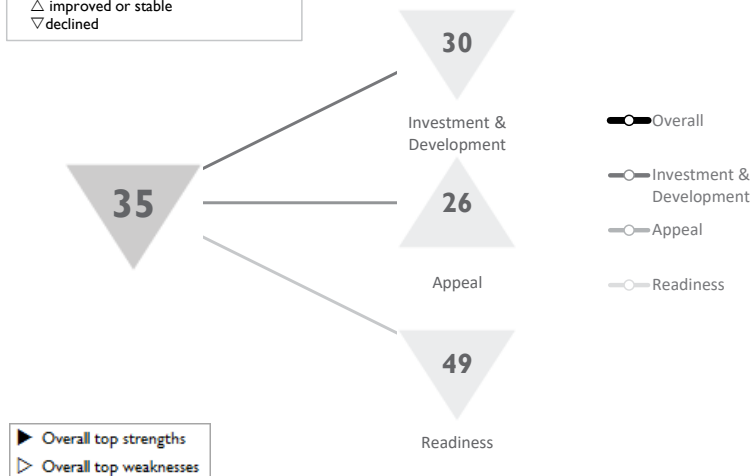 △ improved or stable
▽ declined
30
Investment &
Development
35
26
Appeal
49
Readiness
Overall
Investment &
Development
Appeal
Readiness
▶ Overall top strengths
▷ Overall top weaknesses